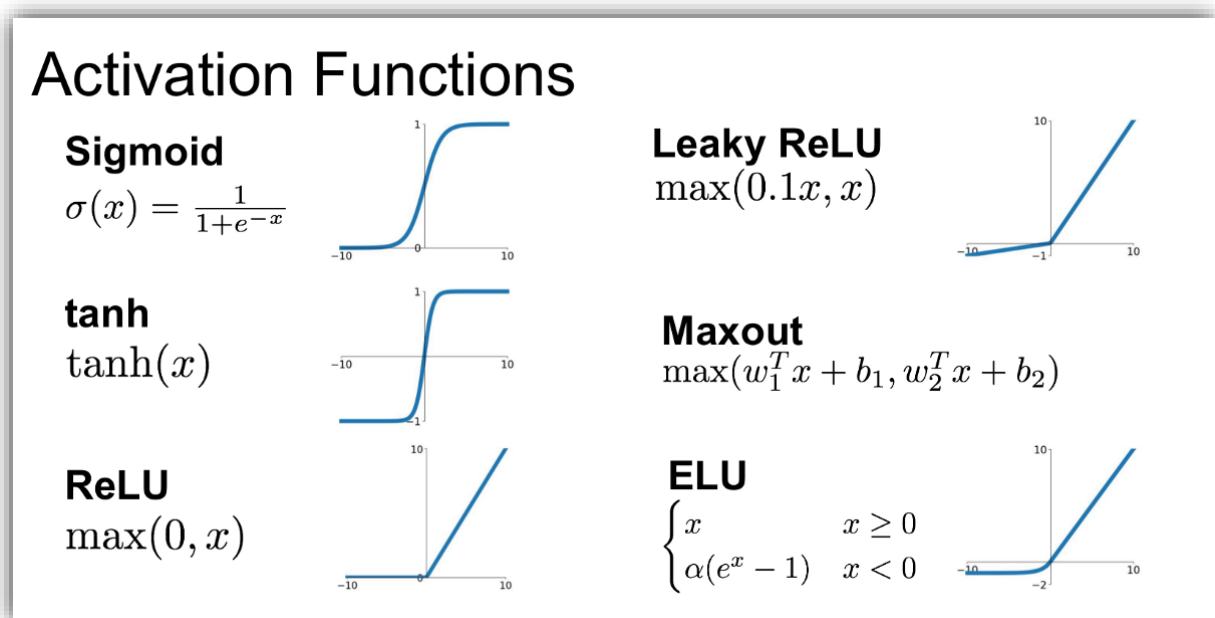 Activation Functions
Sigmoid
σ(x) = 1/(1+e^{-x})
1
0
-10
10
tanh
tanh(x)
1
-10
10
-1
ReLU
max(0, x)
10
-10
0
10
Leaky ReLU
max(0.1x, x)
10
-10
-1
10
Maxout
max(w_1^T x + b_1, w_2^T x + b_2)
ELU
{ x x ≥ 0
α(e^x − 1) x < 0
10
-10
-2
10